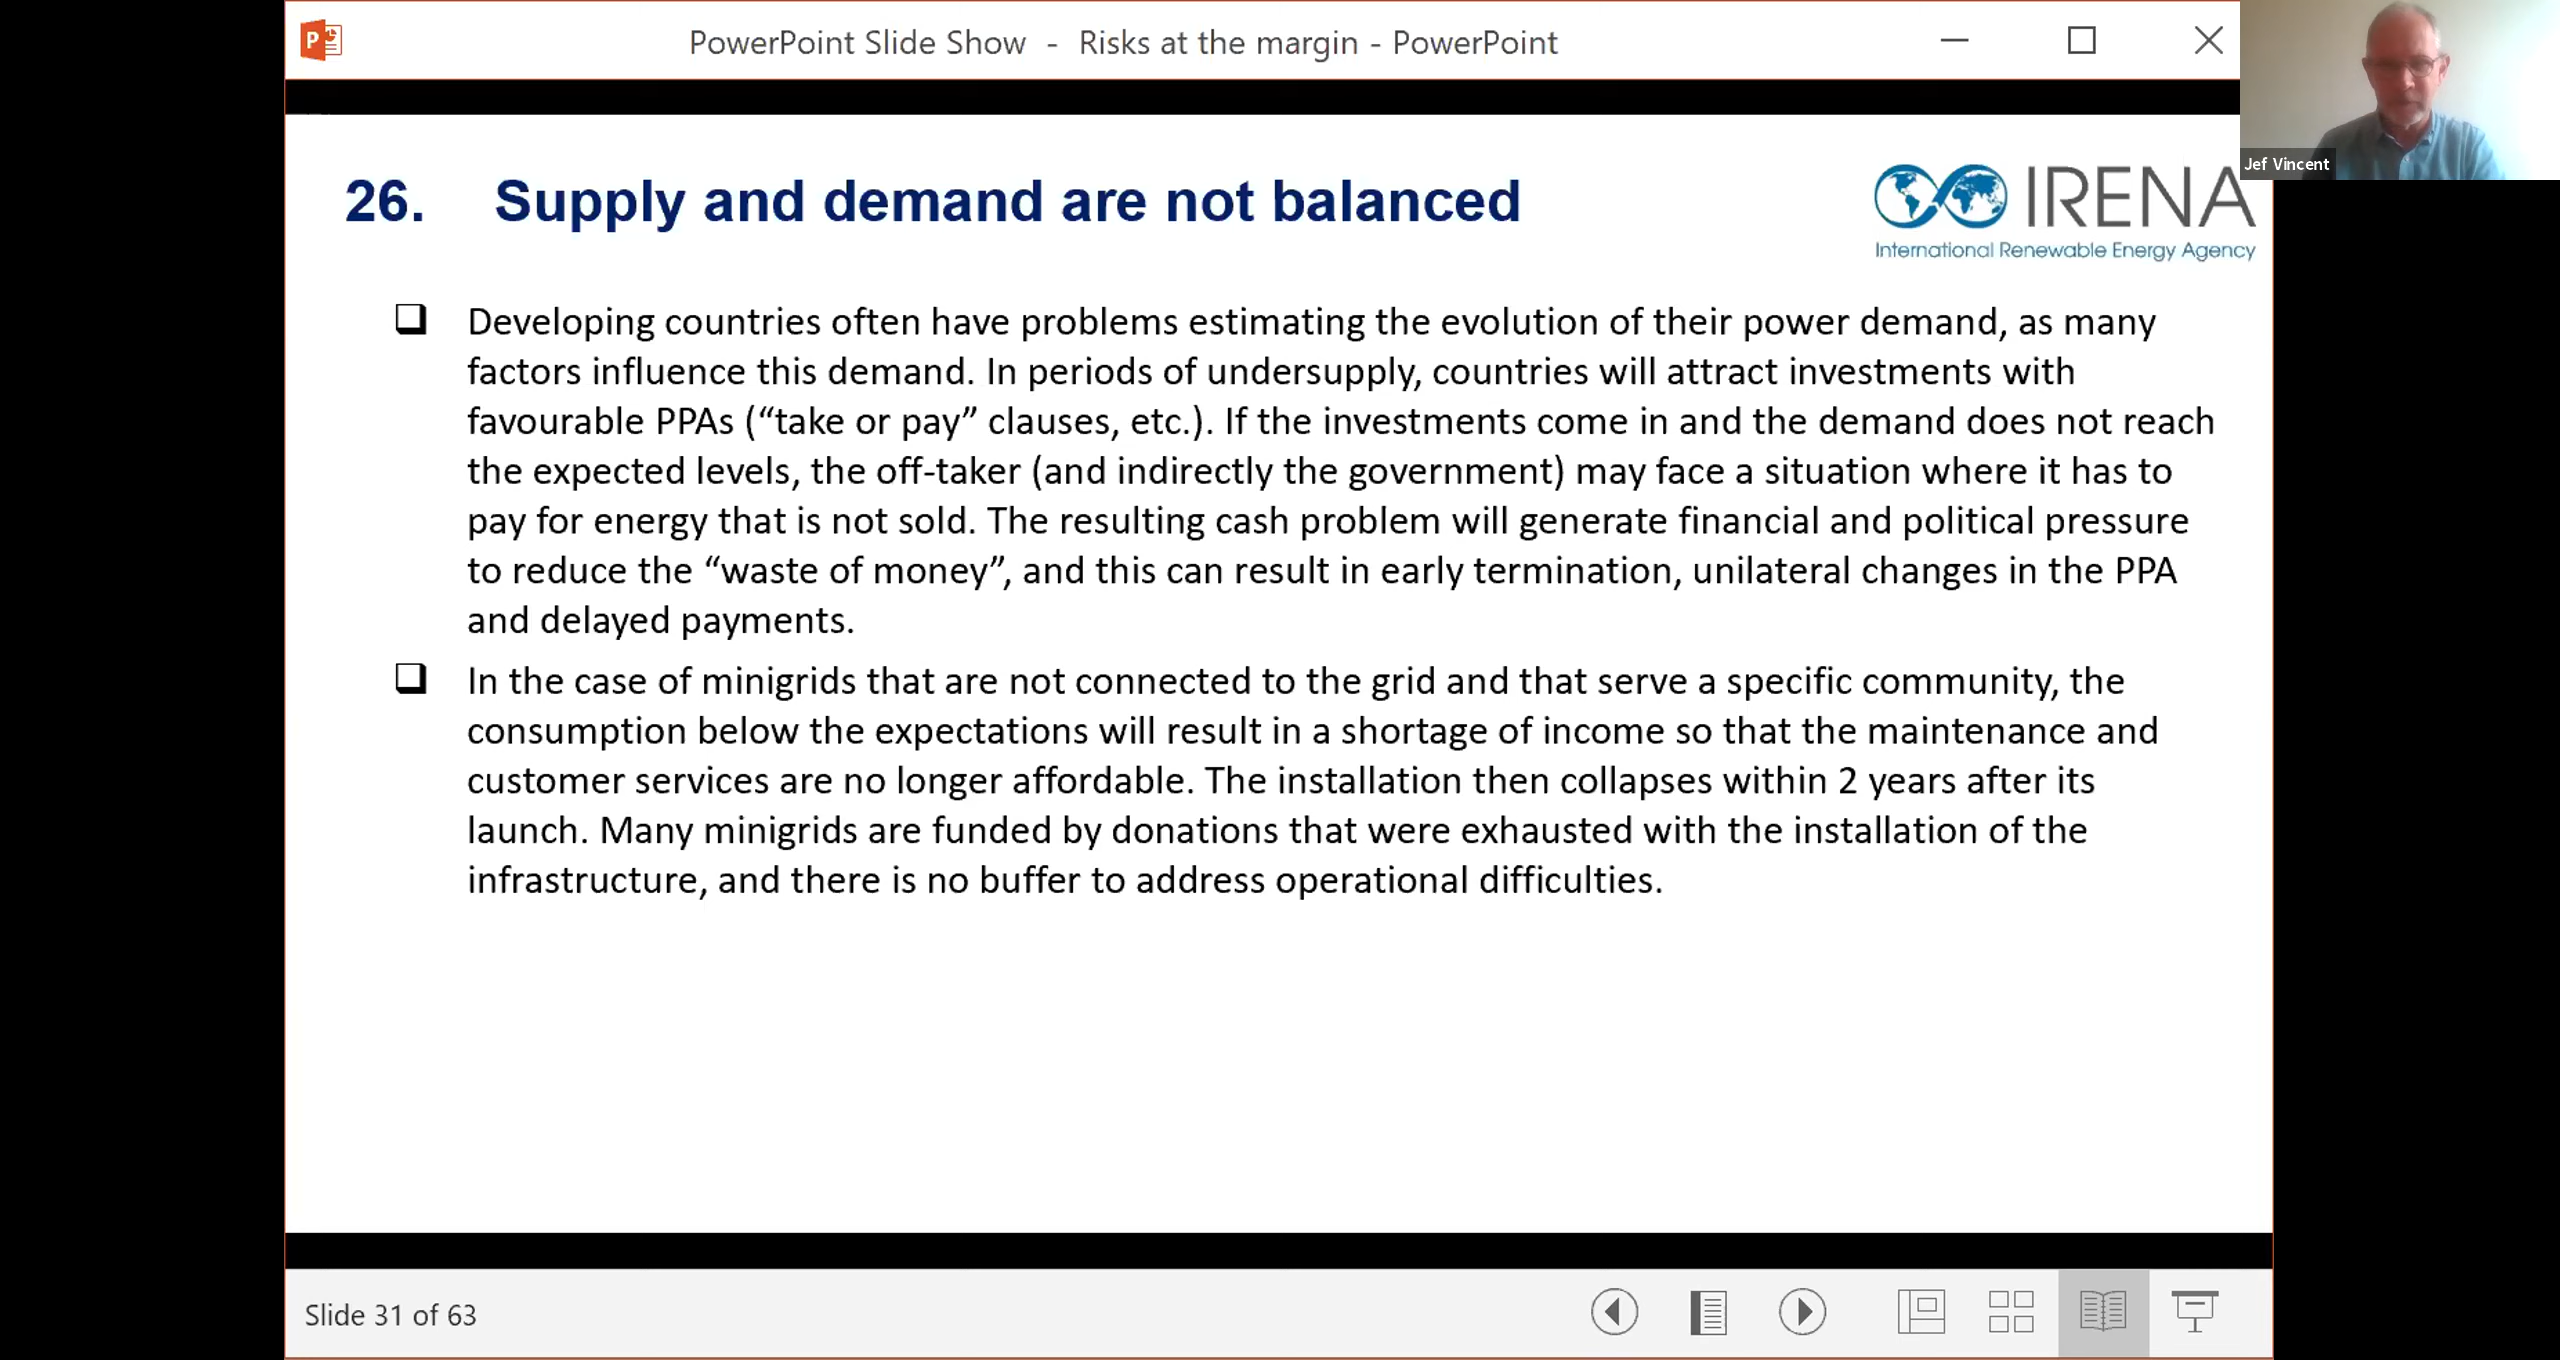 PowerPoint Slide Show - Risks at the margin - PowerPoint
Jef Vincent
26. Supply and demand are not balanced
IRENA
International Renewable Energy Agency
Developing countries often have problems estimating the evolution of their power demand, as many
factors influence this demand. In periods of undersupply, countries will attract investments with
favourable PPAs (“take or pay” clauses, etc.). If the investments come in and the demand does not reach
the expected levels, the off-taker (and indirectly the government) may face a situation where it has to
pay for energy that is not sold. The resulting cash problem will generate financial and political pressure
to reduce the “waste of money”, and this can result in early termination, unilateral changes in the PPA
and delayed payments.
In the case of minigrids that are not connected to the grid and that serve a specific community, the
consumption below the expectations will result in a shortage of income so that the maintenance and
customer services are no longer affordable. The installation then collapses within 2 years after its
launch. Many minigrids are funded by donations that were exhausted with the installation of the
infrastructure, and there is no buffer to address operational difficulties.
Slide 31 of 63